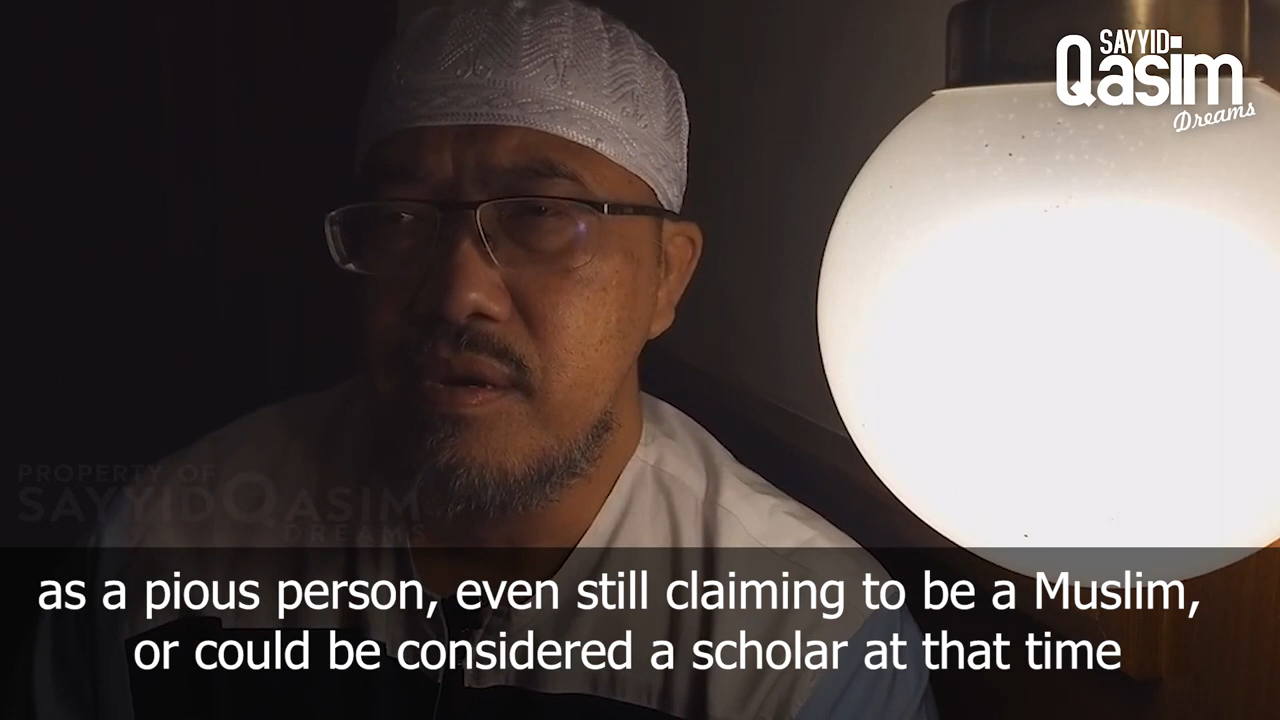 SAYYID
Qasim
Dreams
PROPERTY OF
SAYYIDQASIM
DREAMS
as a pious person, even still claiming to be a Muslim,
or could be considered a scholar at that time